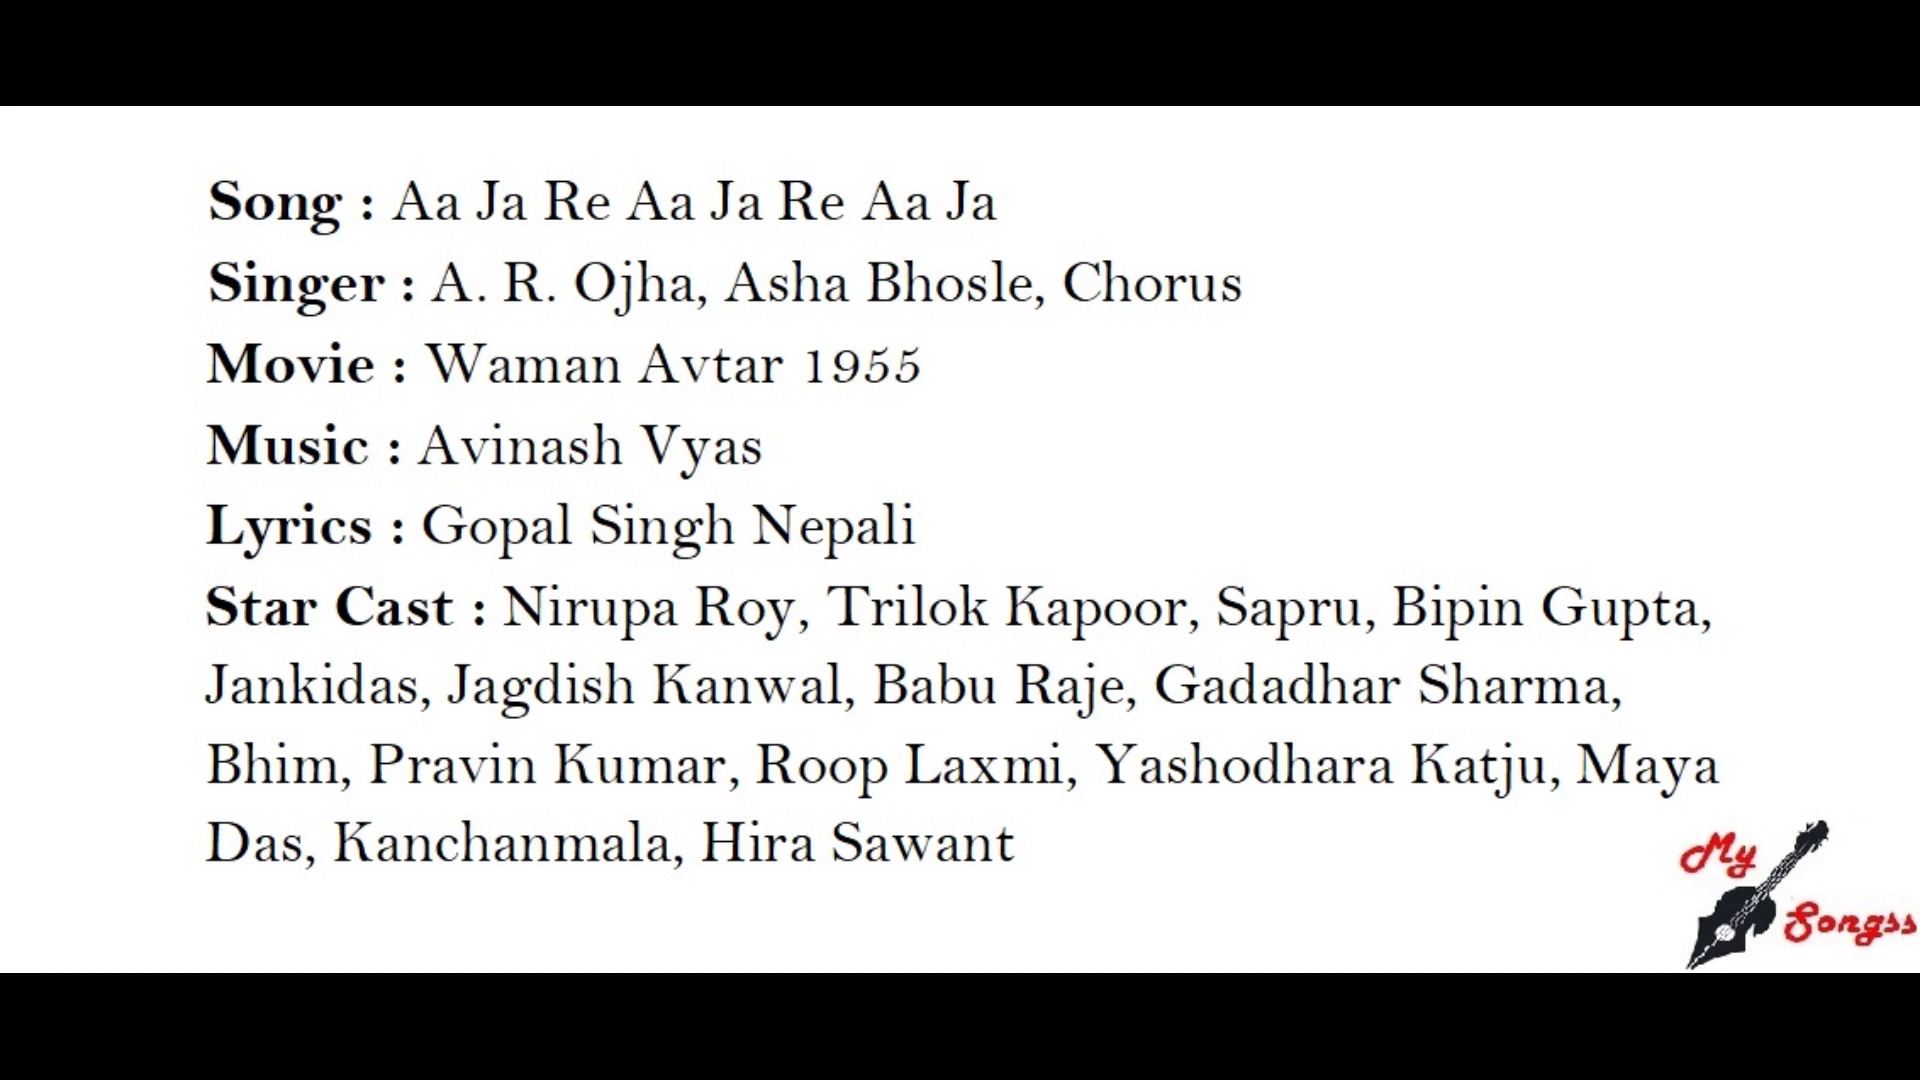 Song : Aa Ja Re Aa Ja Re Aa Ja
Singer : A. R. Ojha, Asha Bhosle, Chorus
Movie : Waman Avtar 1955
Music : Avinash Vyas
Lyrics : Gopal Singh Nepali
Star Cast : Nirupa Roy, Trilok Kapoor, Sapru, Bipin Gupta,
Jankidas, Jagdish Kanwal, Babu Raje, Gadadhar Sharma,
Bhim, Pravin Kumar, Roop Laxmi, Yashodhara Katju, Maya
Das, Kanchanmala, Hira Sawant
My
Songss